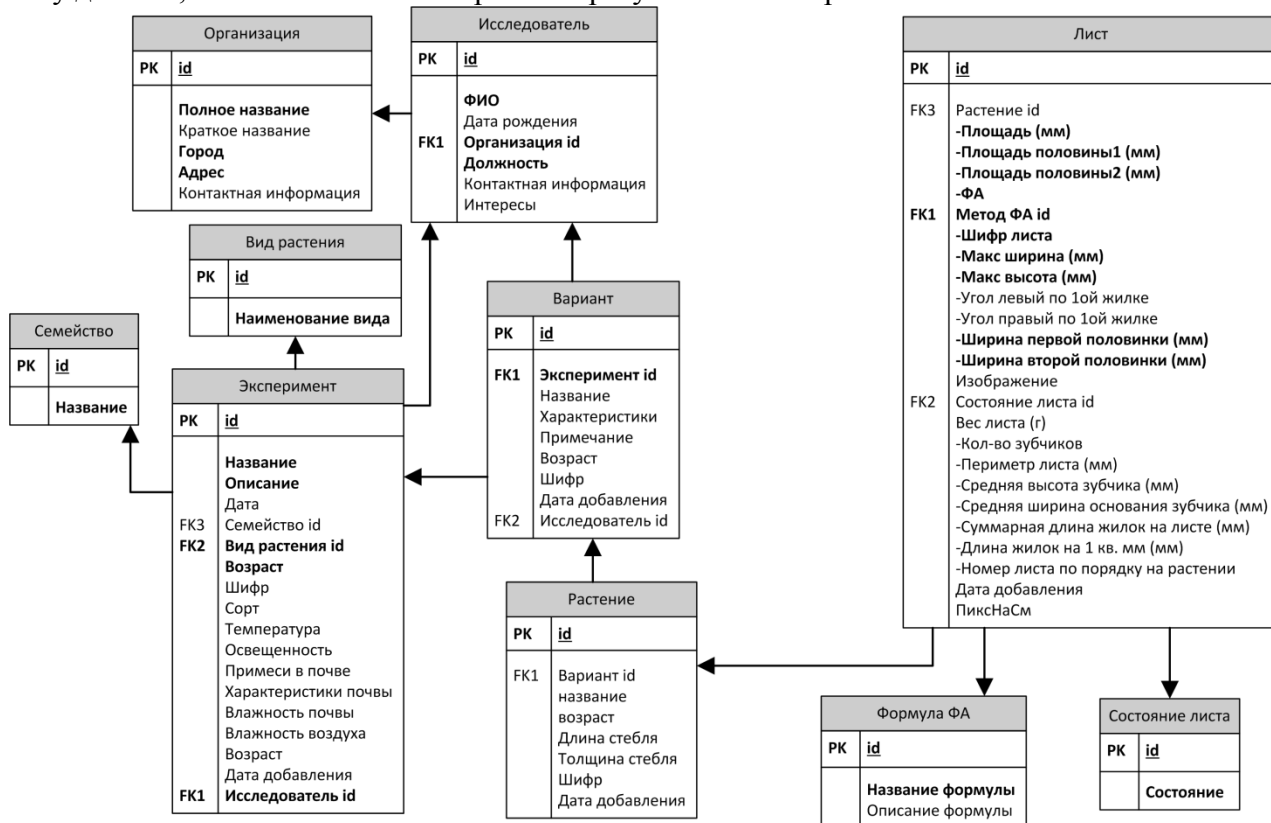 Организация
PK id
Полное название
Краткое название
Город
Адрес
Контактная информация
Исследователь
PK id
ФИО
Дата рождения
FK1 Организация id
Должность
Контактная информация
Интересы
Лист
PK id
FK3 Растение id
-Площадь (мм)
-Площадь половины1 (мм)
-Площадь половины2 (мм)
-ФА
FK1 Метод ФА id
-Шифр листа
-Макс ширина (мм)
-Макс высота (мм)
-Угол левый по 1ой жилке
-Угол правый по 1ой жилке
-Ширина первой половинки (мм)
-Ширина второй половинки (мм)
Изображение
FK2 Состояние листа id
Вес листа (г)
-Кол-во зубчиков
-Периметр листа (мм)
-Средняя высота зубчика (мм)
-Средняя ширина основания зубчика (мм)
-Суммарная длина жилок на листе (мм)
-Длина жилок на 1 кв. мм (мм)
-Номер листа по порядку на растении
Дата добавления
ПиксНаСм
Вид растения
PK id
Наименование вида
Семейство
PK id
Название
Вариант
PK id
FK1 Эксперимент id
Название
Характеристики
Примечание
Возраст
Шифр
Дата добавления
FK2 Исследователь id
Эксперимент
PK id
Название
Описание
Дата
FK3 Семейство id
FK2 Вид растения id
Возраст
Шифр
Сорт
Температура
Освещенность
Примеси в почве
Характеристики почвы
Влажность почвы
Влажность воздуха
Возраст
Дата добавления
FK1 Исследователь id
Растение
PK id
FK1 Вариант id
название
возраст
Длина стебля
Толщина стебля
Шифр
Дата добавления
Формула ФА
PK id
Название формулы
Описание формулы
Состояние листа
PK id
Состояние